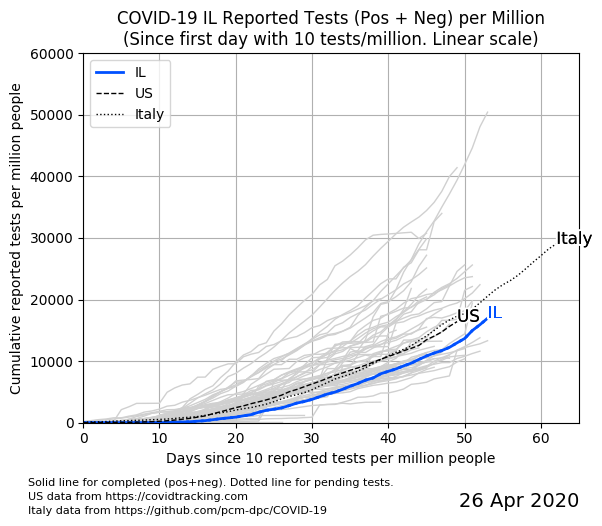 COVID-19 IL Reported Tests (Pos + Neg) per Million
(Since first day with 10 tests/million. Linear scale)
Cumulative reported tests per million people
60000
50000
40000
30000
20000
10000
0
IL
US
Italy
Italy
US
IL
0 10 20 30 40 50 60
Days since 10 reported tests per million people
Solid line for completed (pos+neg). Dotted line for pending tests.
US data from https://covidtracking.com
Italy data from https://github.com/pcm-dpc/COVID-19
26 Apr 2020